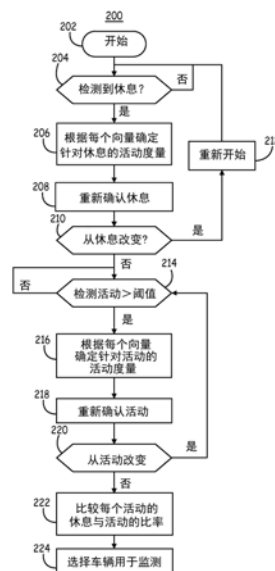 200
202
开始
204
检测到休息?
否
是
206
根据每个向量确定
针对休息的活动度量
重新开始
208
重新确认休息
210
从休息改变?
是
否
214
检测活动>阈值
否
是
216
根据每个向量
确定针对活动的
活动度量
218
重新确认活动
220
从活动改变
是
否
222
比较每个活动的
休息与活动的比率
224
选择车辆用于监测